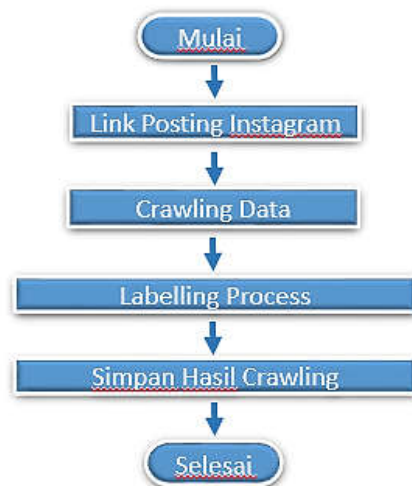 Mulai
Link Posting Instagram
Crawling Data
Labelling Process
Simpan Hasil Crawling
Selesai